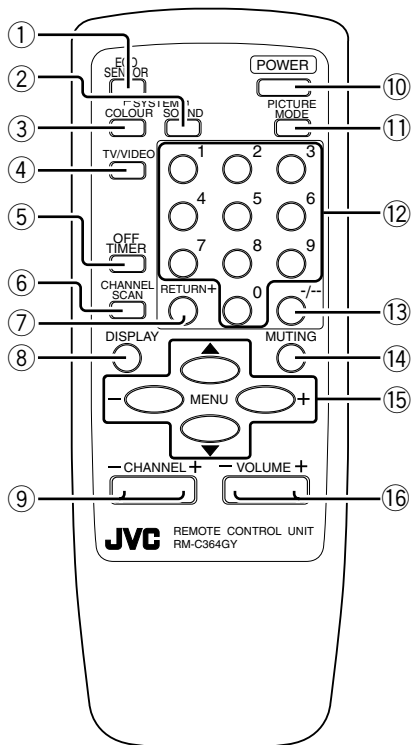 ①
ECO
SENSOR
②
POWER
⑩
SYSTEM
③
COLOUR
SOUND
PICTURE
MODE
⑪
④
TV/VIDEO
1
2
3
4
5
6
⑫
⑤
OFF
TIMER
7
8
9
⑥
CHANNEL
SCAN
RETURN+
0
-/--
⑦
⑬
DISPLAY
MUTING
⑧
⑭
▲
−
MENU
+
⑮
▼
− CHANNEL +
− VOLUME +
⑨
⑯
JVC
REMOTE CONTROL UNIT
RM-C364GY